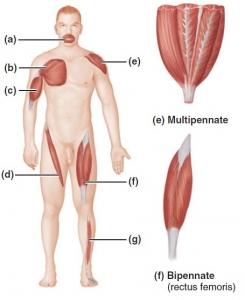 (a)
(b)
(c)
(d)
(e)
(f)
(g)
(e) Multipennate
(f) Bipennate
(rectus femoris)